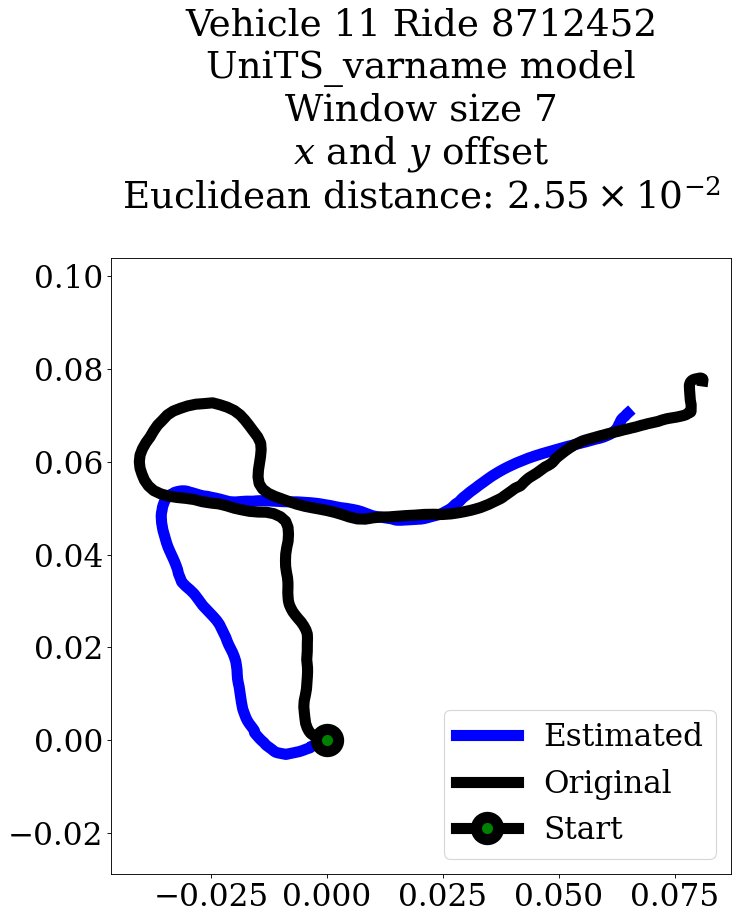 Vehicle 11 Ride 8712452
UniTS_varname model
Window size 7
x and y offset
Euclidean distance: 2.55 × 10⁻²
0.10
0.08
0.06
0.04
0.02
0.00
−0.02
−0.025 0.000 0.025 0.050 0.075
Estimated
Original
Start